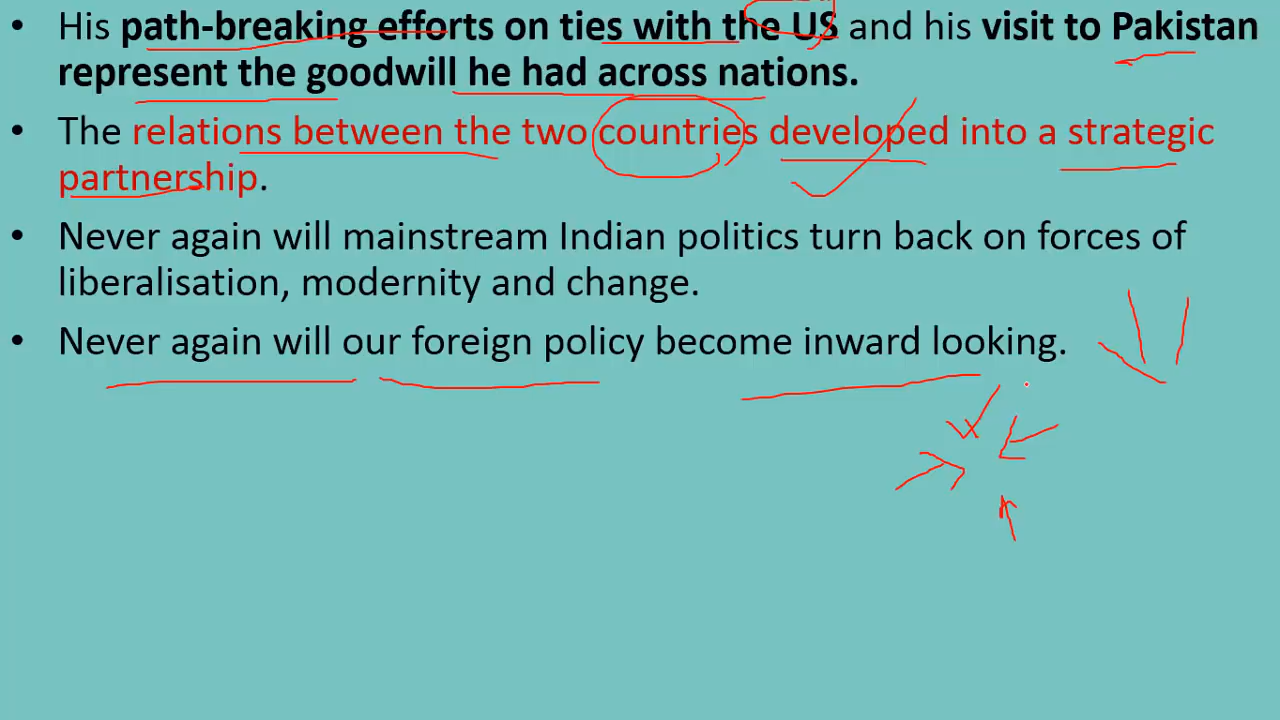 • His path-breaking efforts on ties with the US and his visit to Pakistan
represent the goodwill he had across nations.
• The relations between the two countries developed into a strategic
partnership.
• Never again will mainstream Indian politics turn back on forces of
liberalisation, modernity and change.
• Never again will our foreign policy become inward looking.